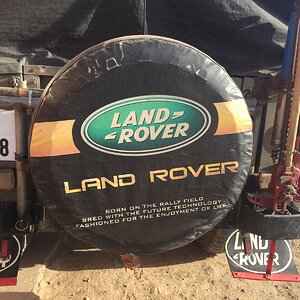 LAND
ROVER
LAND ROVER
BORN ON THE RALLY FIELD
BRED WITH THE FUTURE TECHNOLOGY
FASHIONED FOR THE ENJOYMENT OF LIFE
8
LAND
ROVER